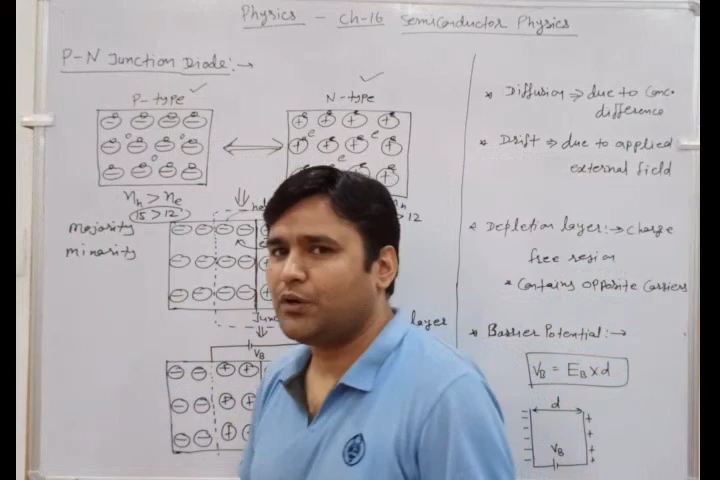 Physics - Ch-16 Semiconductor Physics
P-N Junction Diode:→
P-type
N-type
nh > ne
15 > 12
> 12
Majority
minority
layer
VB
* Diffusion ⇒ due to Conc.
difference
* Drift ⇒ due to applied
external field
* Depletion layer:→ charge
free region
* Contains opposite carriers
* Barrier Potential:→
VB = EB x d
d
VB